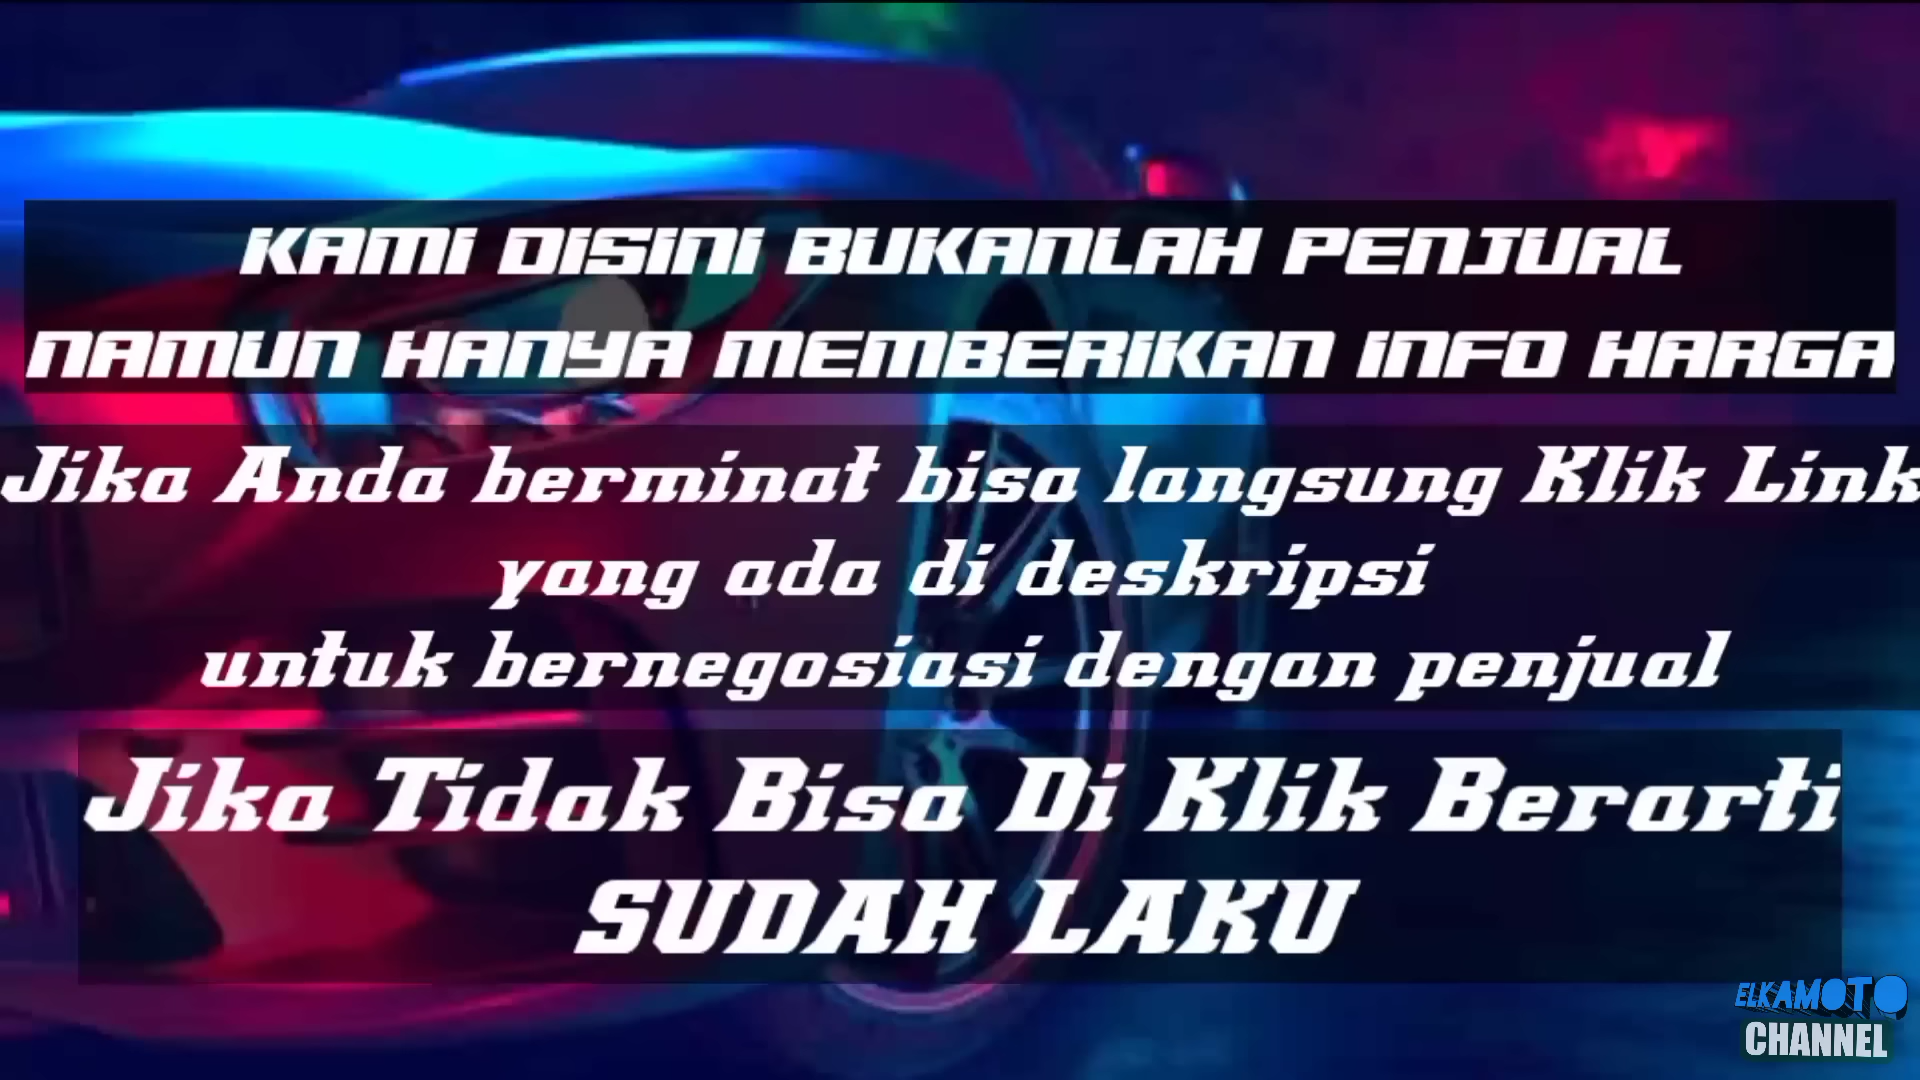 KAMI DISINI BUKANLAH PENJUAL
NAMUN HANYA MEMBERIKAN INFO HARGA
Jika Anda berminat bisa langsung Klik Link
yang ada di deskripsi
untuk bernegosiasi dengan penjual
Jika Tidak Bisa Di Klik Berarti
SUDAH LAKU
ELKAMOTO
CHANNEL